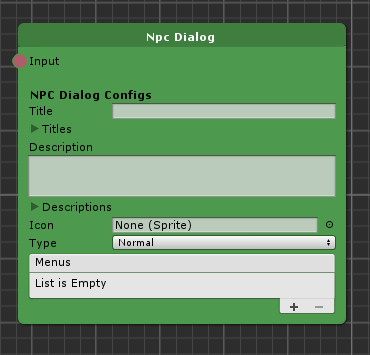 Npc Dialog
Input
NPC Dialog Configs
Title
Titles
Description
Descriptions
Icon None (Sprite)
Type Normal
Menus
List is Empty
+ −